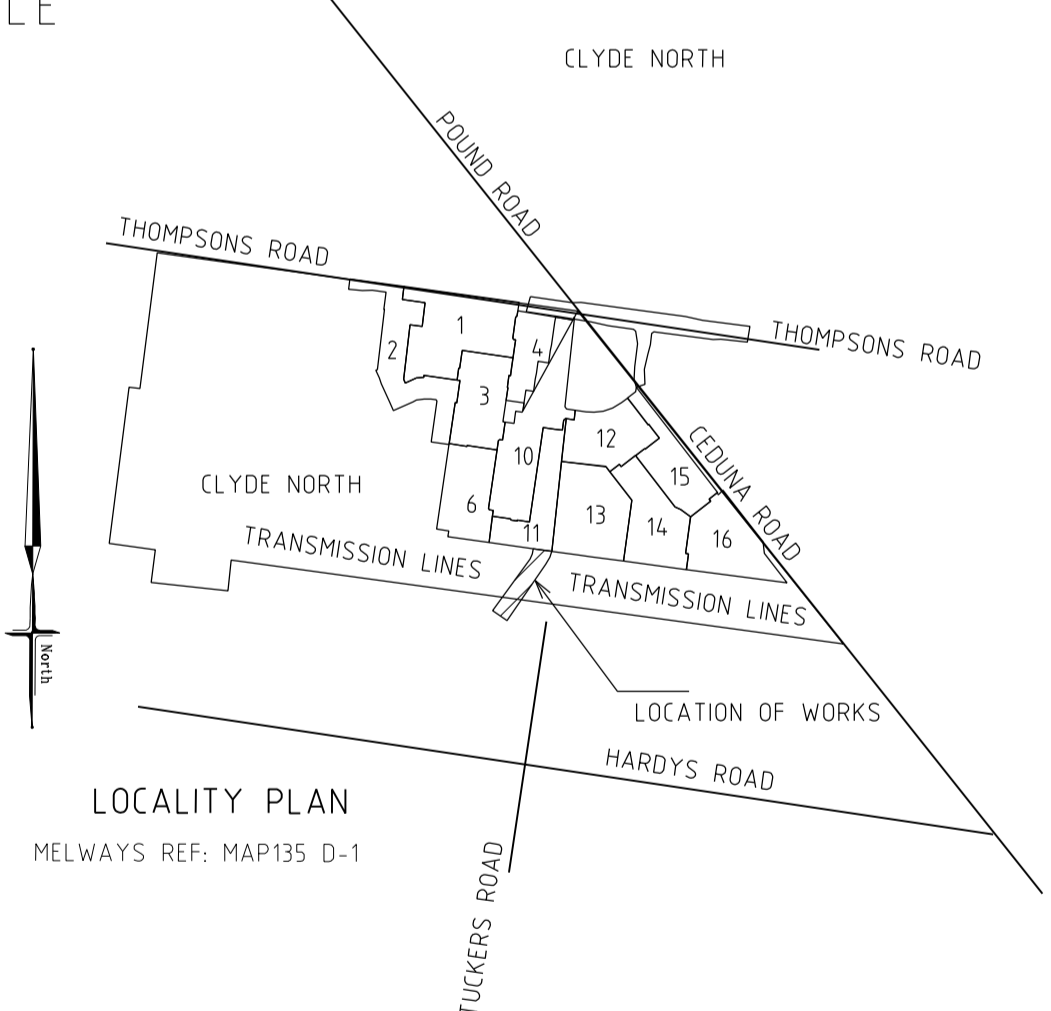 LE
CLYDE NORTH
POUND ROAD
THOMPSONS ROAD
THOMPSONS ROAD
1
2
4
3
12
CEDUNA ROAD
10
15
CLYDE NORTH
6
11
13
14
16
TRANSMISSION LINES
TRANSMISSION LINES
North
LOCATION OF WORKS
HARDYS ROAD
LOCALITY PLAN
MELWAYS REF: MAP135 D-1
TUCKERS ROAD